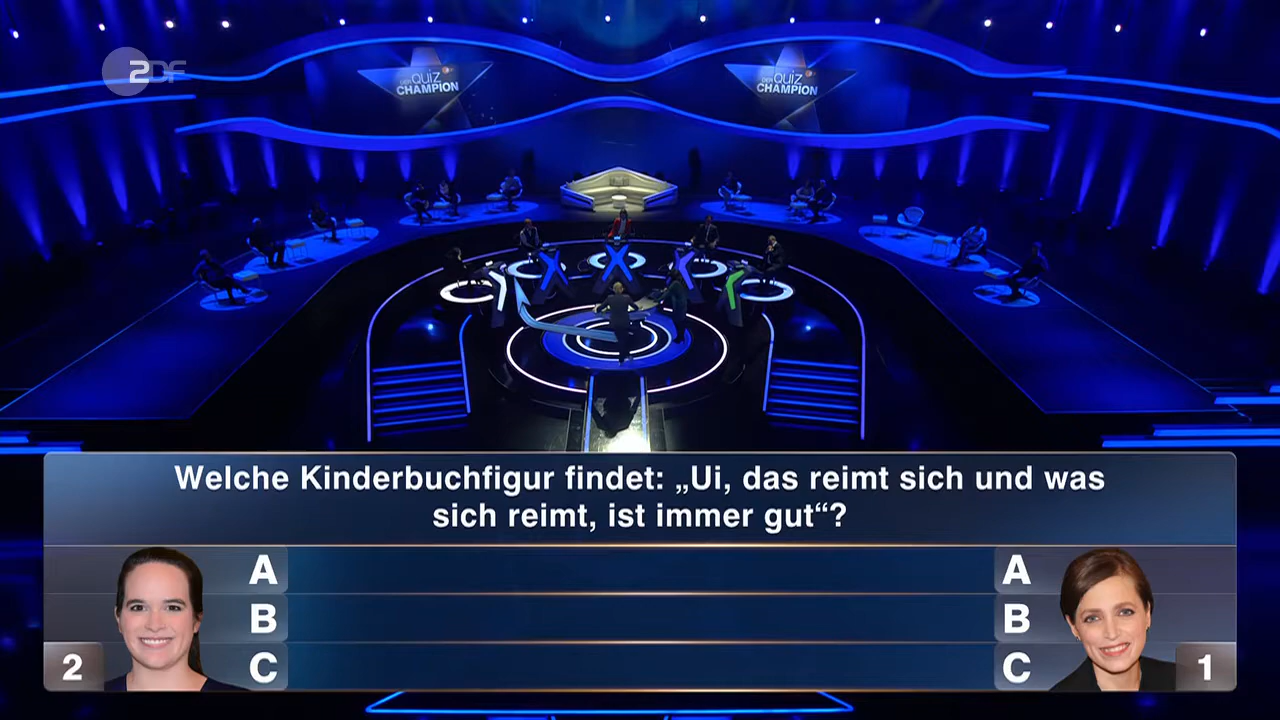 ZDF
DER QUIZ CHAMPION
DER QUIZ CHAMPION
Welche Kinderbuchfigur findet: „Ui, das reimt sich und was
sich reimt, ist immer gut“?
A A
B B
C C
2 1